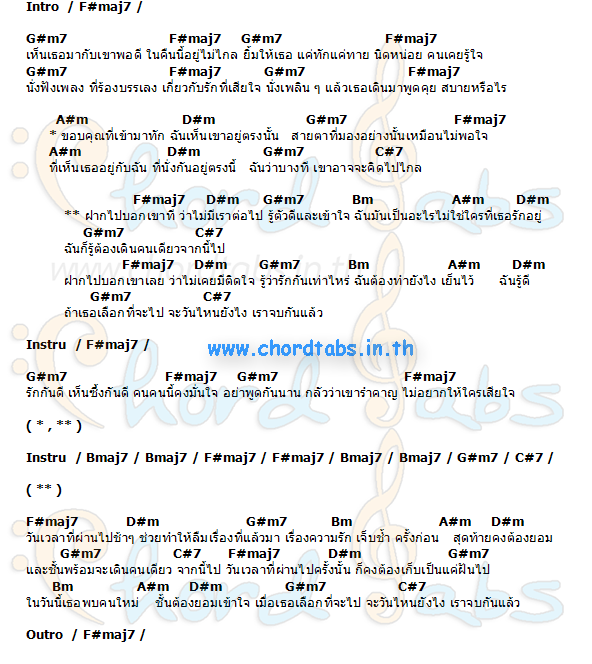 Intro / F#maj7 /
G#m7 F#maj7 G#m7 F#maj7
เห็นเธอมากับเขาพอดี ในคืนนี้อยู่ไม่ไกล ยิ้มให้เธอ แค่ทักแค่ทาย นิดหน่อย คนเคยรู้ใจ
G#m7 F#maj7 G#m7 F#maj7
นั่งฟังเพลง ที่ร้องบรรเลง เกี่ยวกับรักที่เสียใจ นั่งเพลิน ๆ แล้วเธอเดินมาพูดคุย สบายหรือไร
A#m D#m G#m7 F#maj7
* ขอบคุณที่เข้ามาทัก ฉันเห็นเขาอยู่ตรงนั้น สายตาที่มองอย่างนั้นเหมือนไม่พอใจ
A#m D#m G#m7 C#7
ที่เห็นเธออยู่กับฉัน ที่นั่งกันอยู่ตรงนี้ ฉันว่าบางที เขาอาจจะคิดไปไกล
F#maj7 D#m G#m7 Bm A#m D#m
** ฝากไปบอกเขาที ว่าไม่มีเราต่อไป รู้ตัวดีและเข้าใจ ฉันมันเป็นอะไรไม่ใช่ใครที่เธอรักอยู่
G#m7 C#7
ฉันก็รู้ต้องเดินคนเดียวจากนี้ไป
F#maj7 D#m G#m7 Bm A#m D#m
ฝากไปบอกเขาเลย ว่าไม่เคยมีติดใจ รู้ว่ารักกันเท่าไหร่ ฉันต้องทำยังไง เย็นไว้ ฉันรู้ดี
G#m7 C#7
ถ้าเธอเลือกที่จะไป จะวันไหนยังไง เราจบกันแล้ว
Instru / F#maj7 /
www.chordtabs.in.th
G#m7 F#maj7 G#m7 F#maj7
รักกันดี เห็นซึ้งกันดี คนคนนี้คงมั่นใจ อย่าพูดกันนาน กลัวว่าเขารำคาญ ไม่อยากให้ใครเสียใจ
( * , ** )
Instru / Bmaj7 / Bmaj7 / F#maj7 / F#maj7 / Bmaj7 / Bmaj7 / G#m7 / C#7 /
( ** )
F#maj7 D#m G#m7 Bm A#m D#m
วันเวลาที่ผ่านไปช้าๆ ช่วยทำให้ลืมเรื่องที่แล้วมา เรื่องความรัก เจ็บช้ำ ครั้งก่อน สุดท้ายคงต้องยอม
G#m7 C#7 F#maj7 D#m G#m7
และชั้นพร้อมจะเดินคนเดียว จากนี้ไป วันเวลาที่ผ่านไปครั้งนั้น ก็คงต้องเก็บเป็นแค่ฝันไป
Bm A#m D#m G#m7 C#7
ในวันนี้เธอพบคนใหม่ ชั้นต้องยอมเข้าใจ เมื่อเธอเลือกที่จะไป จะวันไหนยังไง เราจบกันแล้ว
Outro / F#maj7 /